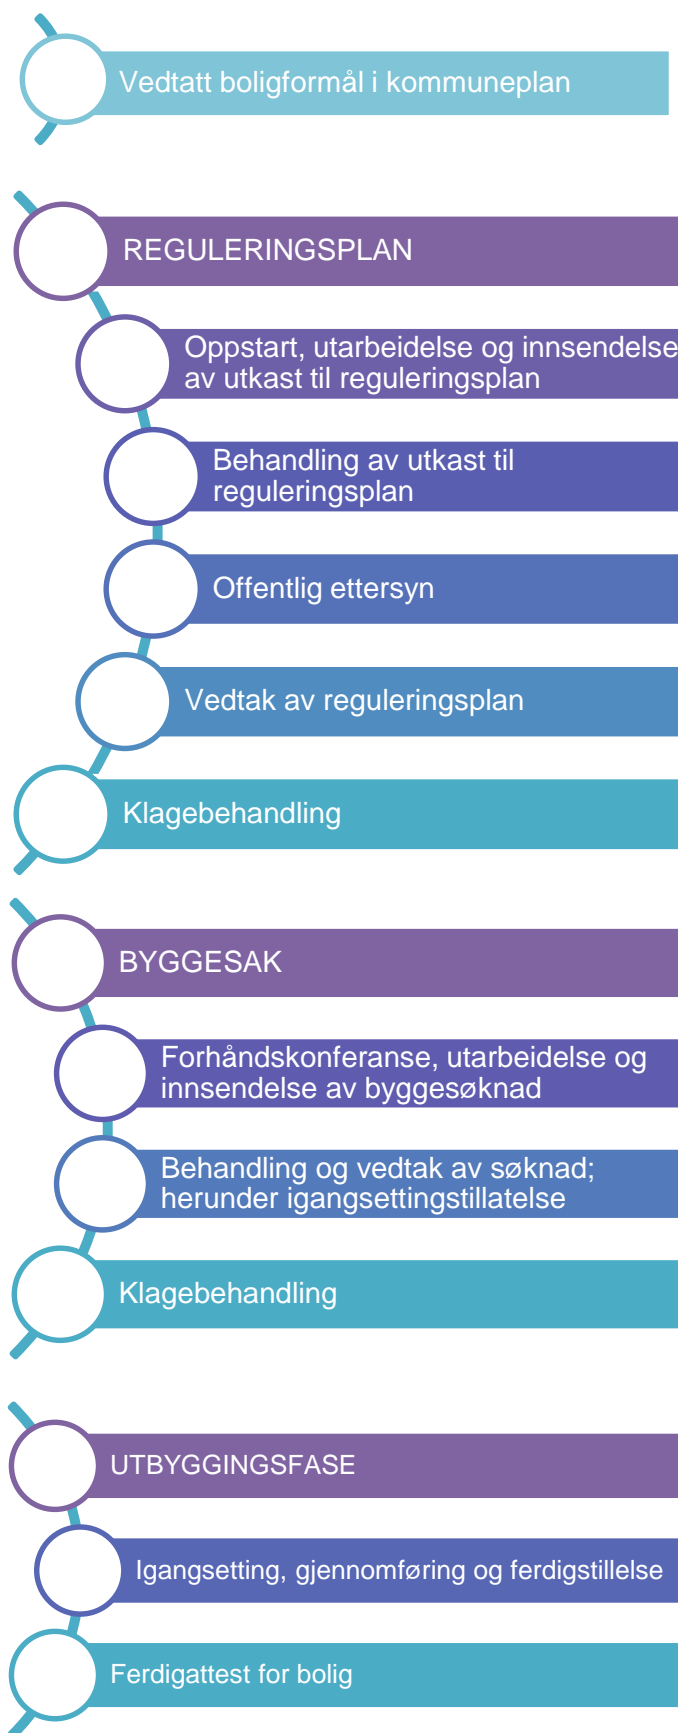 Vedtatt boligformål i kommuneplan
REGULERINGSPLAN
Oppstart, utarbeidelse og innsendelse
av utkast til reguleringsplan
Behandling av utkast til
reguleringsplan
Offentlig ettersyn
Vedtak av reguleringsplan
Klagebehandling
BYGGESAK
Forhåndskonferanse, utarbeidelse og
innsendelse av byggesøknad
Behandling og vedtak av søknad;
herunder igangsettingstillatelse
Klagebehandling
UTBYGGINGSFASE
Igangsetting, gjennomføring og ferdigstillelse
Ferdigattest for bolig